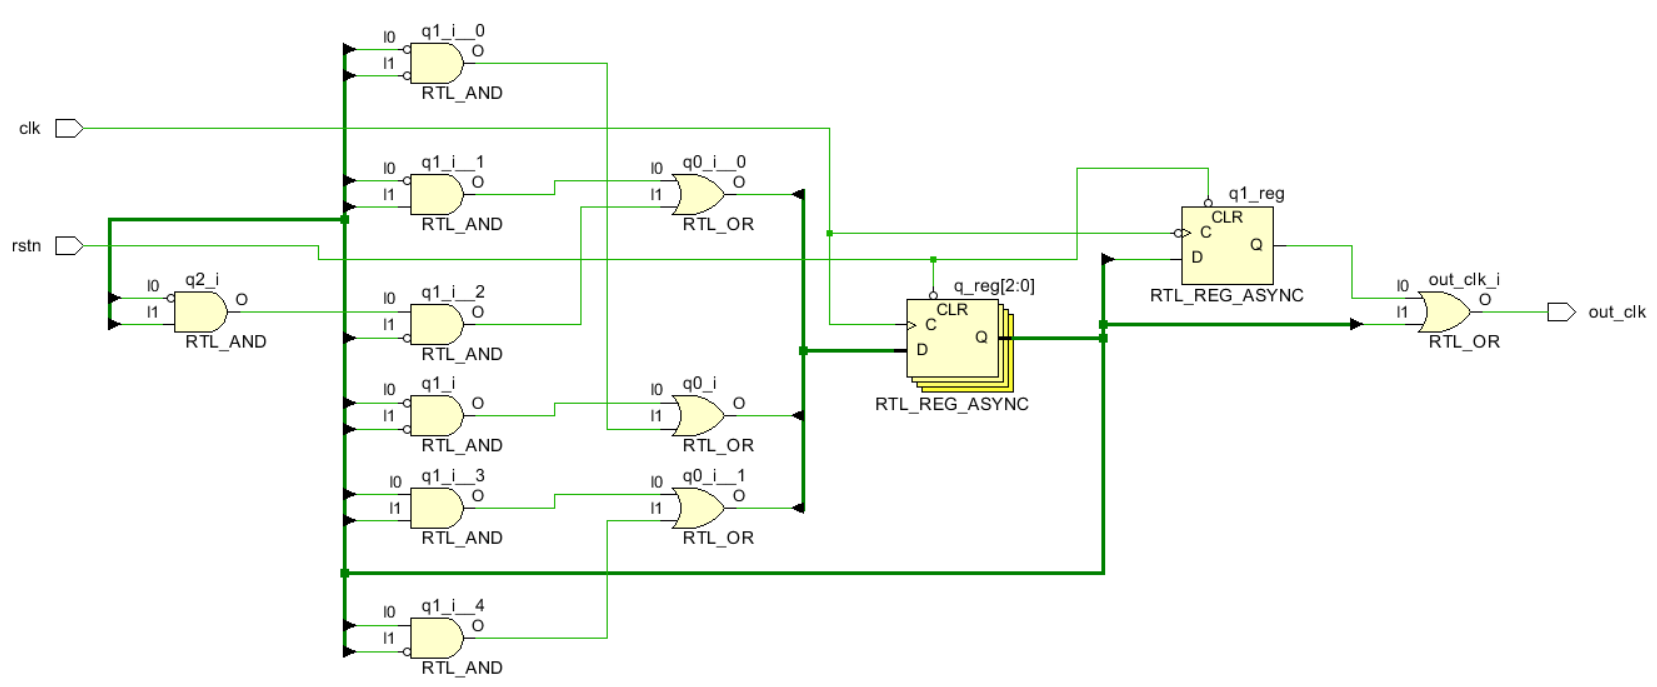 q1_i__0
I0
O
I1
RTL_AND
clk
q1_i__1
I0
O
I1
RTL_AND
q0_i__0
I0
O
I1
RTL_OR
q1_reg
CLR
C
Q
D
RTL_REG_ASYNC
rstn
q2_i
I0
O
I1
RTL_AND
q1_i__2
I0
O
I1
RTL_AND
q_reg[2:0]
CLR
C
Q
D
RTL_REG_ASYNC
out_clk_i
I0
O
I1
RTL_OR
out_clk
q1_i
I0
O
I1
RTL_AND
q0_i
I0
O
I1
RTL_OR
q1_i__3
I0
O
I1
RTL_AND
q0_i__1
I0
O
I1
RTL_OR
q1_i__4
I0
O
I1
RTL_AND